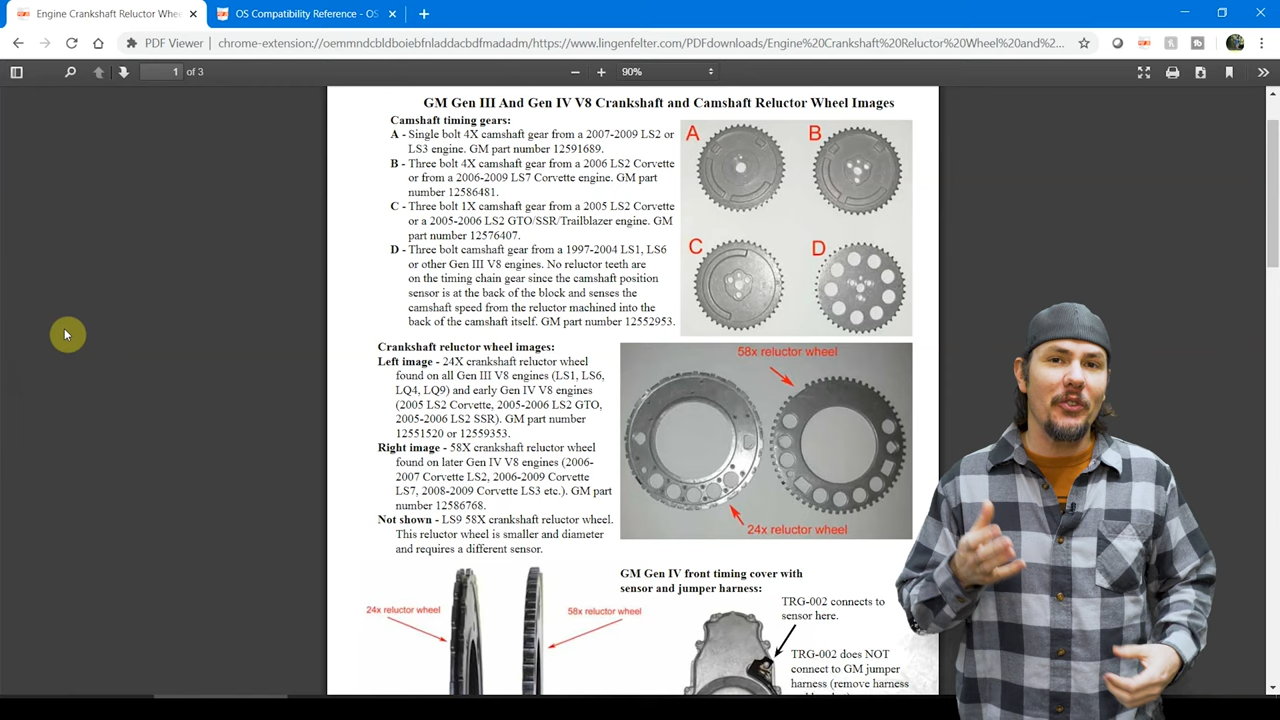 Engine Crankshaft Reluctor Whee
OS Compatibility Reference - OS
PDF Viewer
chrome-extension://oemmndcbldboiebfnladdacbdfmadadm/https://www.lingenfelter.com/PDFdownloads/Engine%20Crankshaft%20Reluctor%20Wheel%20and%2...
1 of 3
90%
GM Gen III And Gen IV V8 Crankshaft and Camshaft Reluctor Wheel Images
Camshaft timing gears:
A - Single bolt 4X camshaft gear from a 2007-2009 LS2 or
LS3 engine. GM part number 12591689.
B - Three bolt 4X camshaft gear from a 2006 LS2 Corvette
or from a 2006-2009 LS7 Corvette engine. GM part
number 12586481.
C - Three bolt 1X camshaft gear from a 2005 LS2 Corvette
or a 2005-2006 LS2 GTO/SSR/Trailblazer engine. GM
part number 12576407.
D - Three bolt camshaft gear from a 1997-2004 LS1, LS6
or other Gen III V8 engines. No reluctor teeth are
on the timing chain gear since the camshaft position
sensor is at the back of the block and senses the
camshaft speed from the reluctor machined into the
back of the camshaft itself. GM part number 12552953.
A
B
C
D
Crankshaft reluctor wheel images:
Left image - 24X crankshaft reluctor wheel
found on all Gen III V8 engines (LS1, LS6,
LQ4, LQ9) and early Gen IV V8 engines
(2005 LS2 Corvette, 2005-2006 LS2 GTO,
2005-2006 LS2 SSR). GM part number
12551520 or 12559353.
Right image - 58X crankshaft reluctor wheel
found on later Gen IV V8 engines (2006-
2007 Corvette LS2, 2006-2009 Corvette
LS7, 2008-2009 Corvette LS3 etc.). GM part
number 12586768.
Not shown - LS9 58X crankshaft reluctor wheel.
This reluctor wheel is smaller and diameter
and requires a different sensor.
58x reluctor wheel
24x reluctor wheel
24x reluctor wheel
58x reluctor wheel
GM Gen IV front timing cover with
sensor and jumper harness:
TRG-002 connects to
sensor here.
TRG-002 does NOT
connect to GM jumper
harness (remove harness